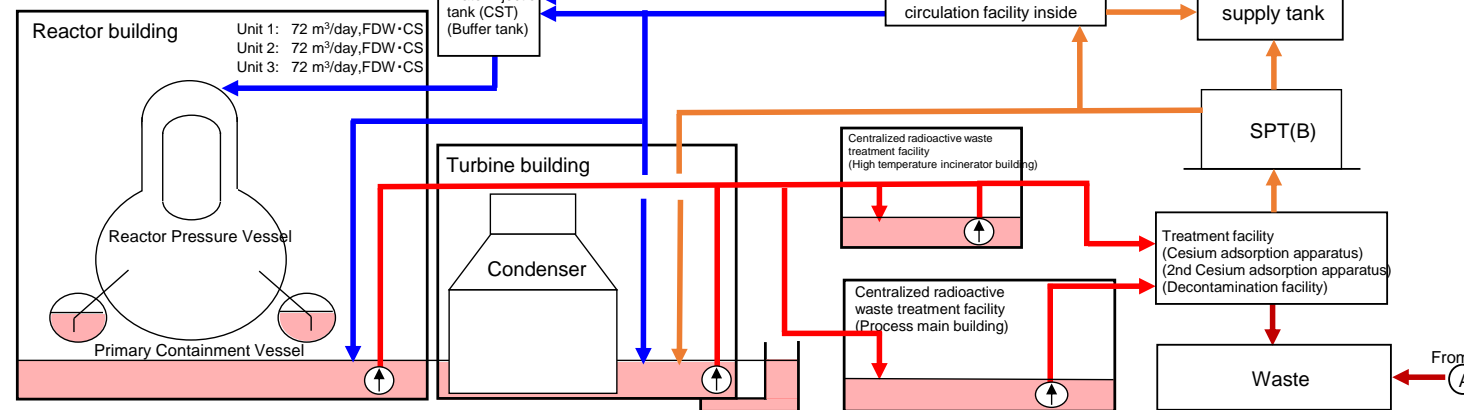 tank (CST)
(Buffer tank)
circulation facility inside
supply tank
Reactor building
Unit 1: 72 m³/day,FDW・CS
Unit 2: 72 m³/day,FDW・CS
Unit 3: 72 m³/day,FDW・CS
SPT(B)
Centralized radioactive waste
treatment facility
(High temperature incinerator building)
Turbine building
Reactor Pressure Vessel
Condenser
Treatment facility
(Cesium adsorption apparatus)
(2nd Cesium adsorption apparatus)
(Decontamination facility)
Centralized radioactive
waste treatment facility
(Process main building)
Primary Containment Vessel
Waste
From
A